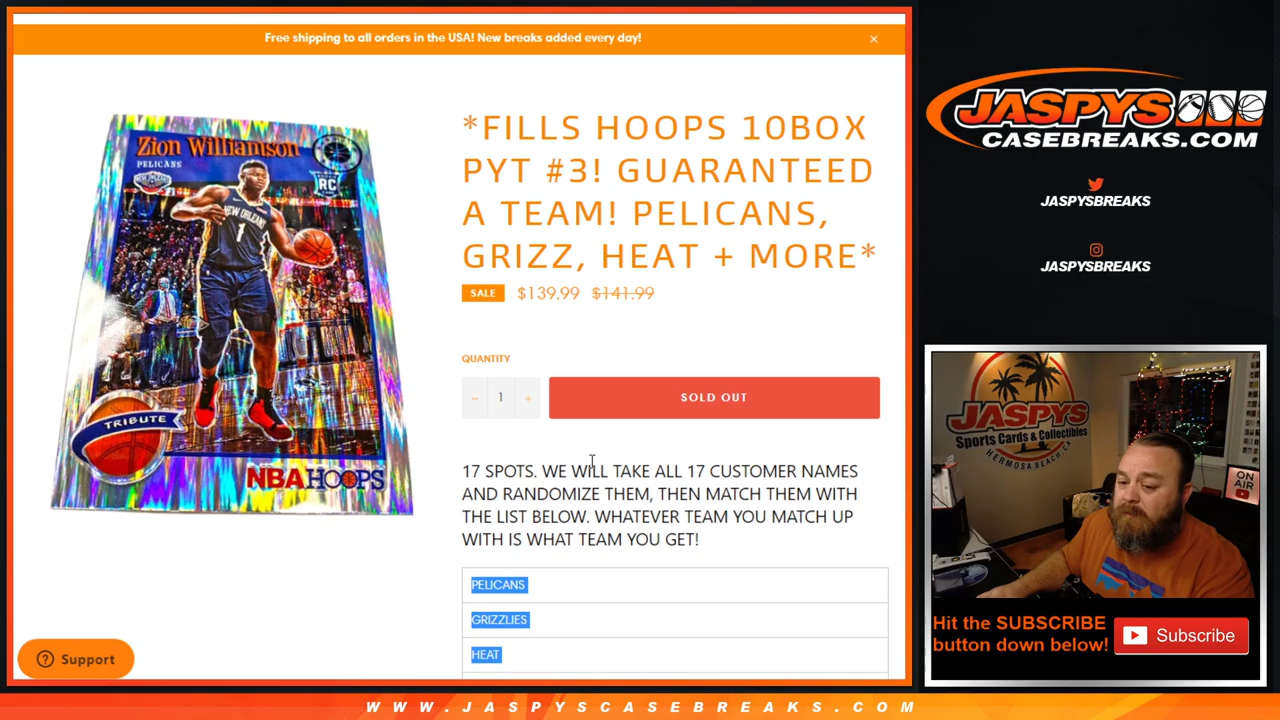 Free shipping to all orders in the USA! New breaks added every day!
×
Zion Williamson
PELICANS
RC
NEW ORLEANS
1
TRIBUTE
NBA HOOPS
*FILLS HOOPS 10BOX
PYT #3! GUARANTEED
A TEAM! PELICANS,
GRIZZ, HEAT + MORE*
SALE $139.99 $141.99
QUANTITY
− 1 + SOLD OUT
17 SPOTS. WE WILL TAKE ALL 17 CUSTOMER NAMES
AND RANDOMIZE THEM, THEN MATCH THEM WITH
THE LIST BELOW. WHATEVER TEAM YOU MATCH UP
WITH IS WHAT TEAM YOU GET!
PELICANS
GRIZZLIES
HEAT
Support
JASPYS
CASEBREAKS.COM
JASPYSBREAKS
JASPYSBREAKS
JASPYS
Sports Cards & Collectibles
HERMOSA BEACH, CA
ON
AIR
Hit the SUBSCRIBE
button down below!
Subscribe
WWW.JASPYSCASEBREAKS.COM